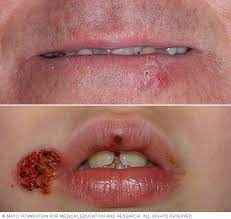 © MAYO FOUNDATION FOR MEDICAL EDUCATION AND RESEARCH. ALL RIGHTS RESERVED.